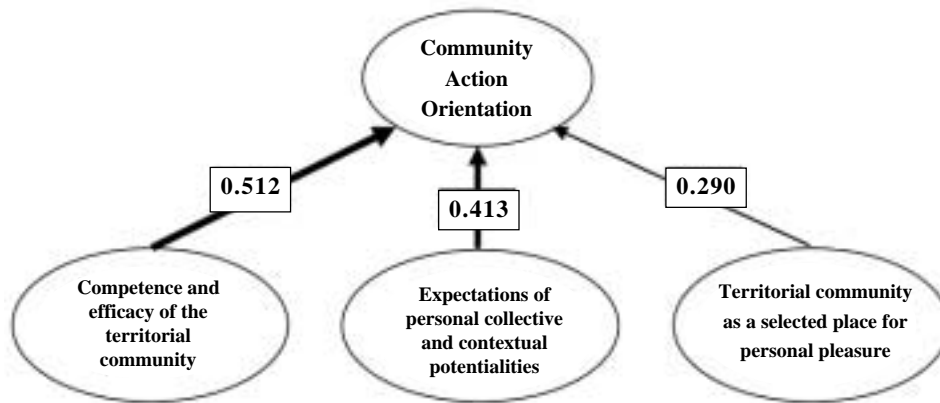 Community
Action
Orientation
0.512
0.413
0.290
Competence and
efficacy of the
territorial
community
Expectations of
personal collective
and contextual
potentialities
Territorial community
as a selected place for
personal pleasure